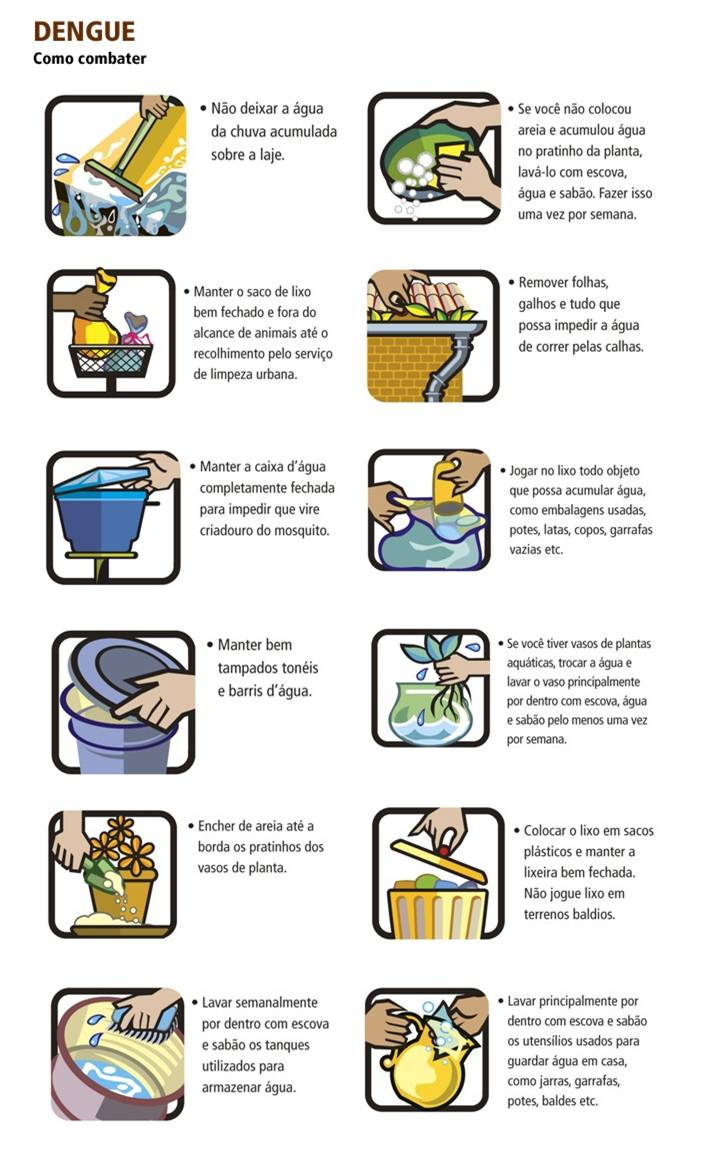 DENGUE
Como combater
• Não deixar a água
da chuva acumulada
sobre a laje.
• Se você não colocou
areia e acumulou água
no pratinho da planta,
lavá-lo com escova,
água e sabão. Fazer isso
uma vez por semana.
• Manter o saco de lixo
bem fechado e fora do
alcance de animais até o
recolhimento pelo serviço
de limpeza urbana.
• Remover folhas,
galhos e tudo que
possa impedir a água
de correr pelas calhas.
• Manter a caixa d’água
completamente fechada
para impedir que vire
criadouro do mosquito.
• Jogar no lixo todo objeto
que possa acumular água,
como embalagens usadas,
potes, latas, copos, garrafas
vazias etc.
• Manter bem
tampados tonéis
e barris d’água.
• Se você tiver vasos de plantas
aquáticas, trocar a água e
lavar o vaso principalmente
por dentro com escova, água
e sabão pelo menos uma vez
por semana.
• Encher de areia até a
borda os pratinhos dos
vasos de planta.
• Colocar o lixo em sacos
plásticos e manter a
lixeira bem fechada.
Não jogue lixo em
terrenos baldios.
• Lavar semanalmente
por dentro com escova
e sabão os tanques
utilizados para
armazenar água.
• Lavar principalmente por
dentro com escova e sabão
os utensílios usados para
guardar água em casa,
como jarras, garrafas,
potes, baldes etc.